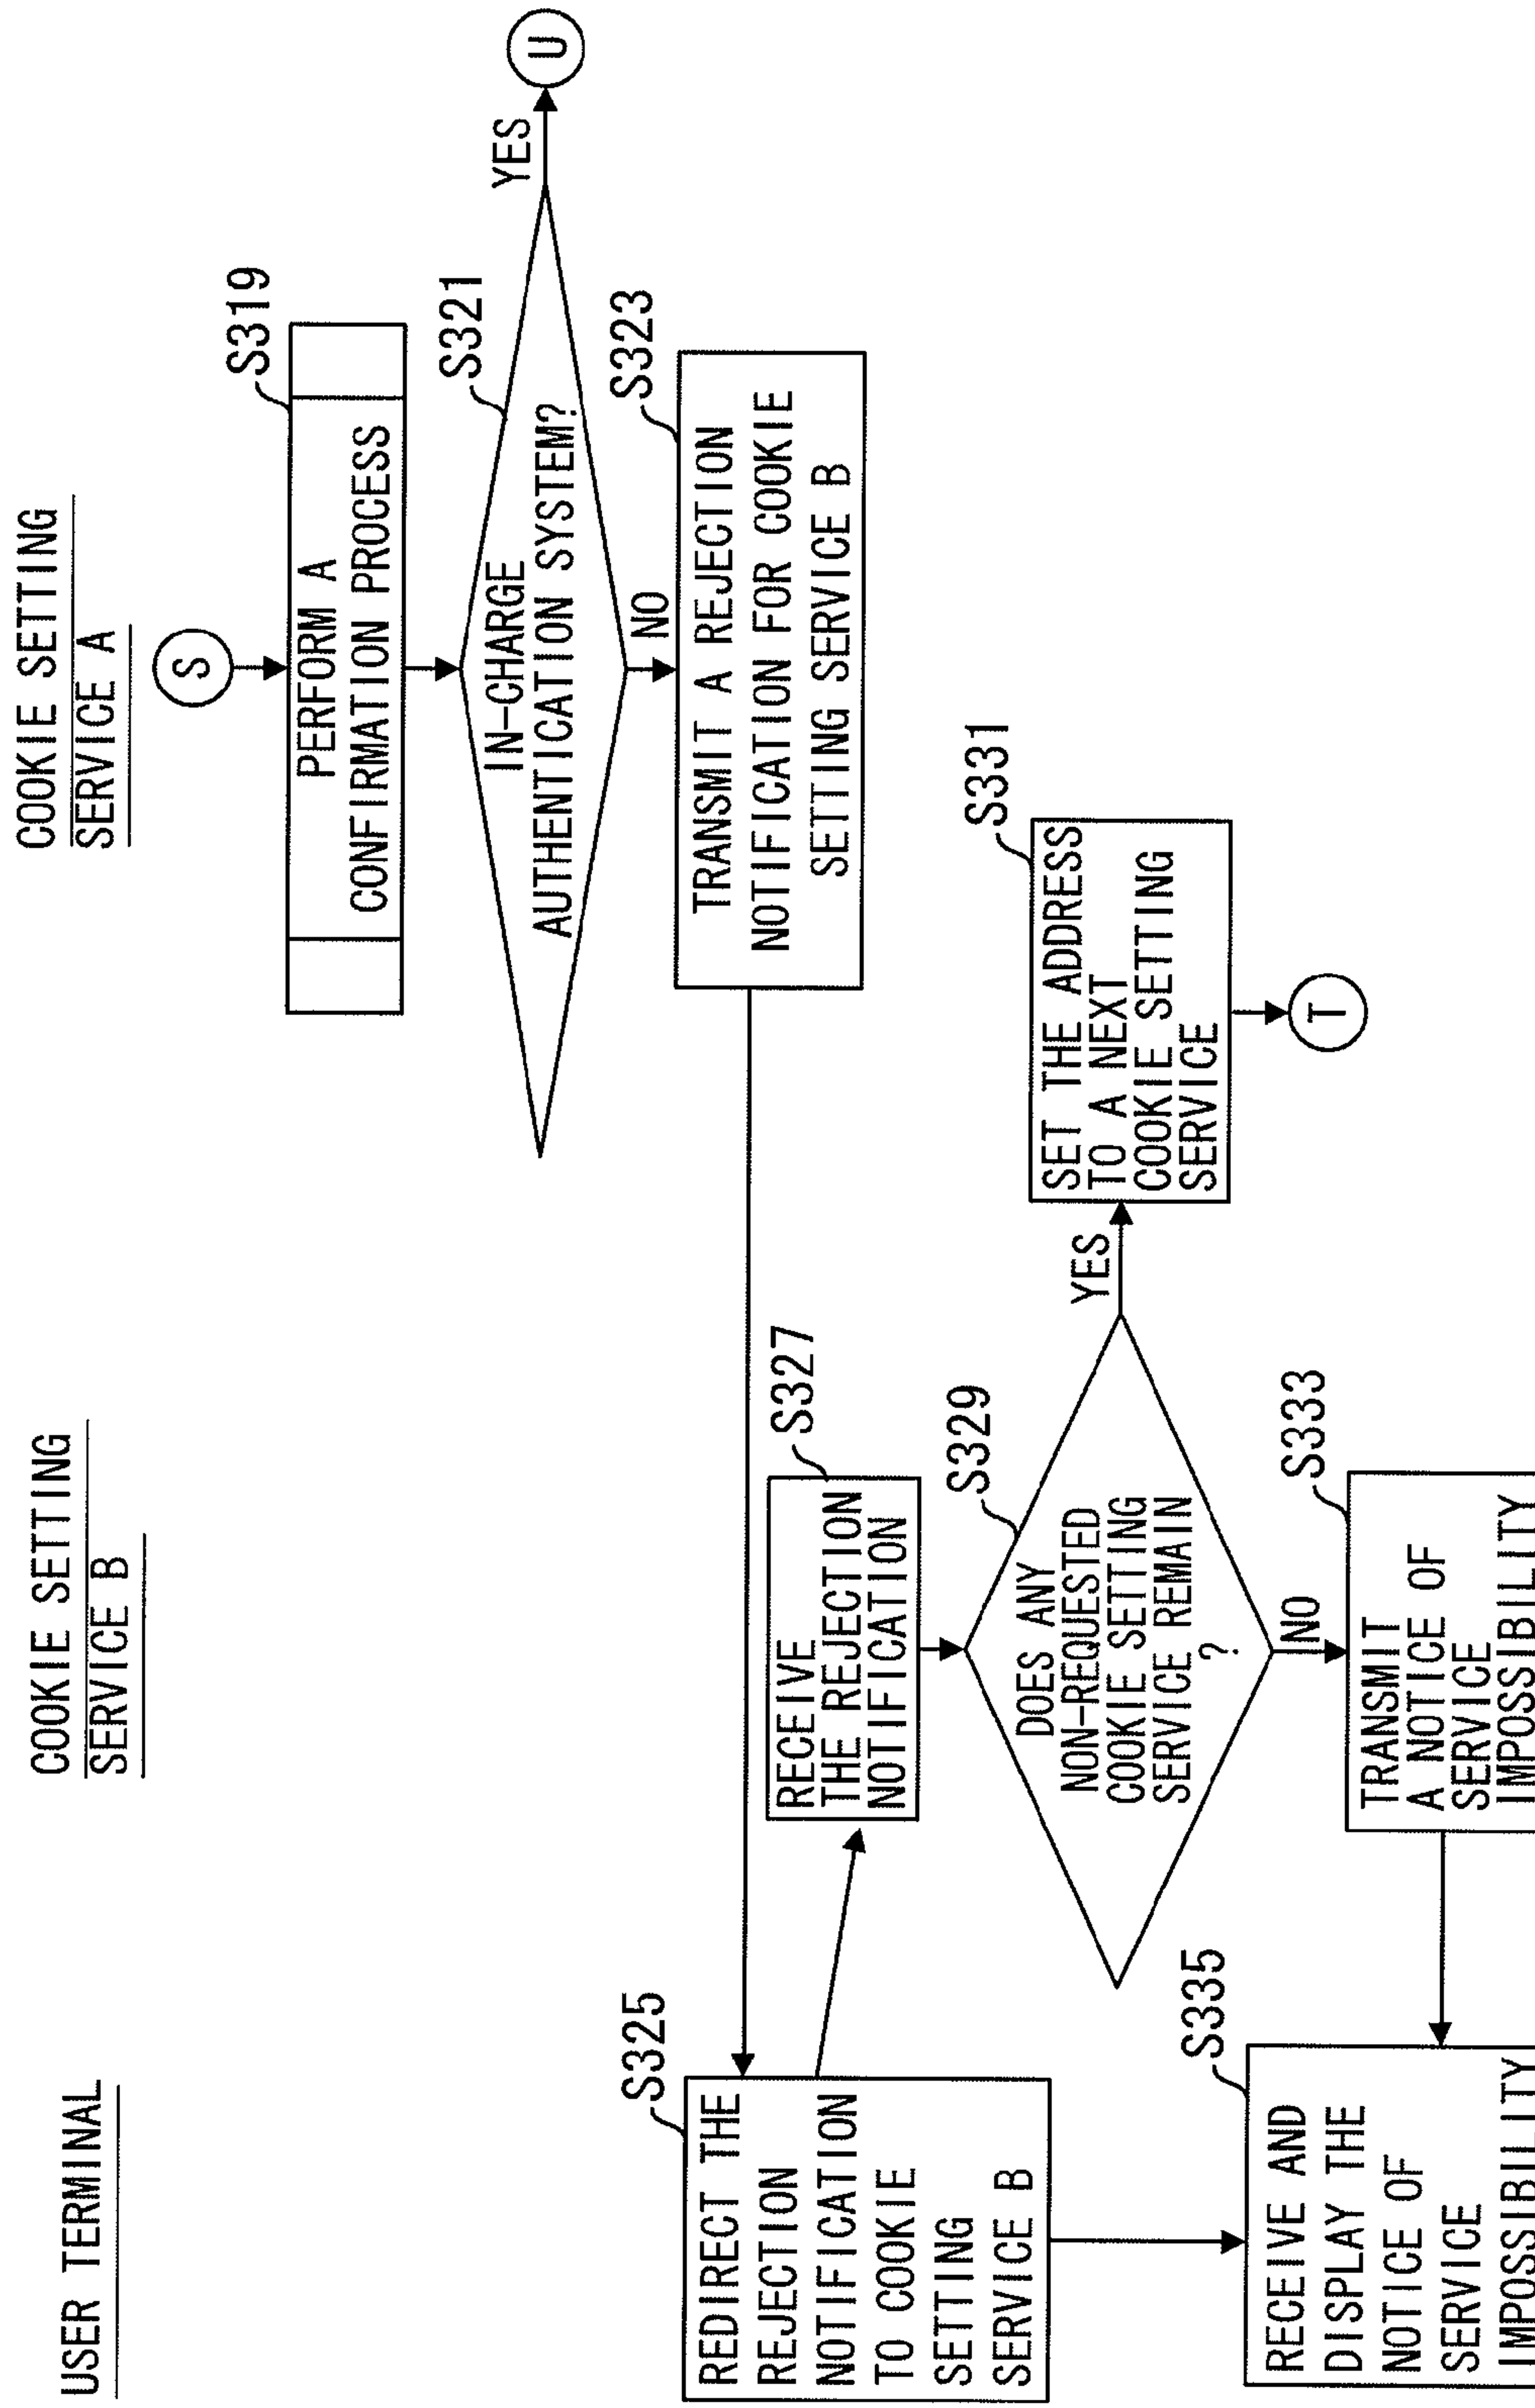 USER TERMINAL
COOKIE SETTING
SERVICE B
COOKIE SETTING
SERVICE A
S
S319
PERFORM A
CONFIRMATION PROCESS
S321
IN-CHARGE
AUTHENTICATION SYSTEM?
YES
U
NO
S323
TRANSMIT A REJECTION
NOTIFICATION FOR COOKIE
SETTING SERVICE B
S325
REDIRECT THE
REJECTION
NOTIFICATION
TO COOKIE
SETTING
SERVICE B
S327
RECEIVE
THE REJECTION
NOTIFICATION
S329
DOES ANY
NON-REQUESTED
COOKIE SETTING
SERVICE REMAIN
?
YES
S331
SET THE ADDRESS
TO A NEXT
COOKIE SETTING
SERVICE
T
NO
S333
TRANSMIT
A NOTICE OF
SERVICE
IMPOSSIBILITY
S335
RECEIVE AND
DISPLAY THE
NOTICE OF
SERVICE
IMPOSSIBILITY